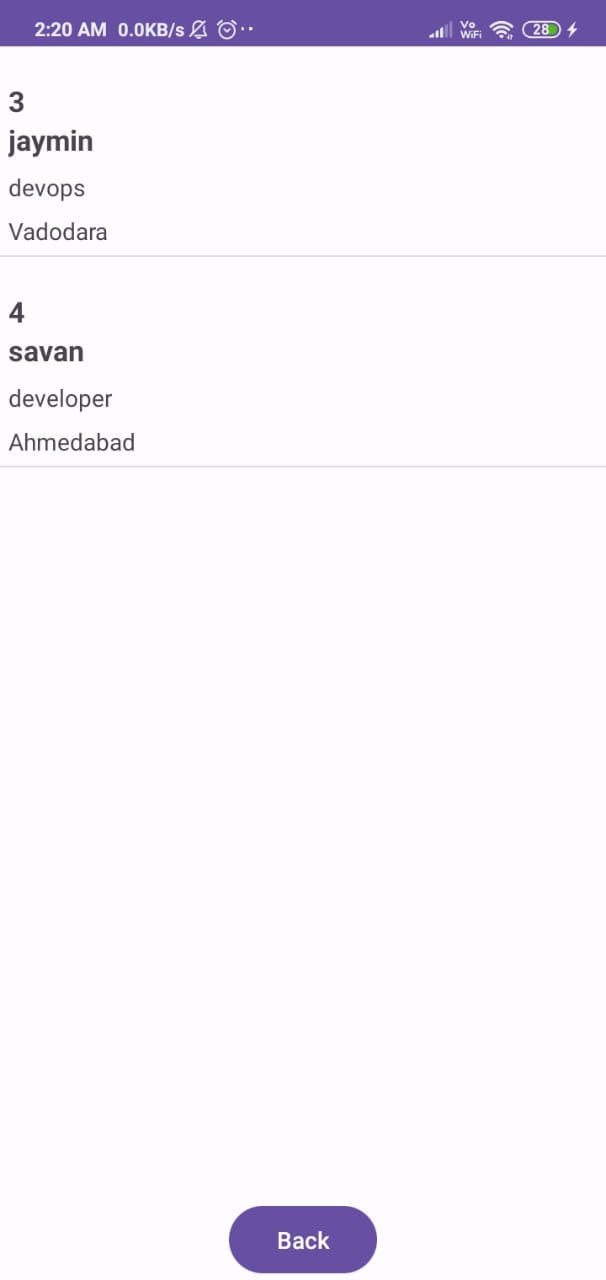 2:20 AM 0.0KB/s Vo WiFi 28
3
jaymin
devops
Vadodara
4
savan
developer
Ahmedabad
Back